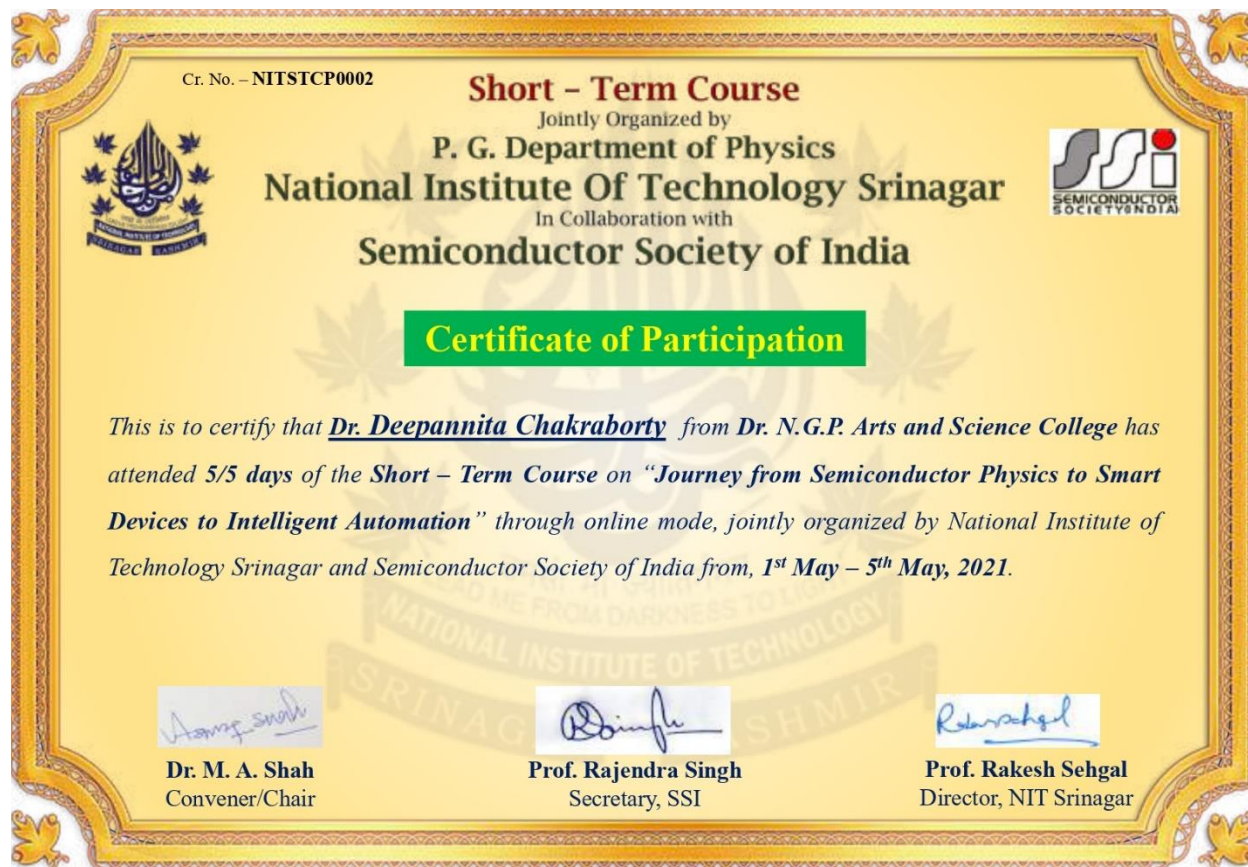 Cr. No. – NITSTCP0002
Short – Term Course
Jointly Organized by
P. G. Department of Physics
National Institute Of Technology Srinagar
In Collaboration with
Semiconductor Society of India
SSi
SEMICONDUCTOR
SOCIETY INDIA
NATIONAL INSTITUTE OF TECHNOLOGY
SRINAGAR KASHMIR
Certificate of Participation
This is to certify that Dr. Deepannita Chakraborty from Dr. N.G.P. Arts and Science College has
attended 5/5 days of the Short – Term Course on “Journey from Semiconductor Physics to Smart
Devices to Intelligent Automation” through online mode, jointly organized by National Institute of
Technology Srinagar and Semiconductor Society of India from, 1st May – 5th May, 2021.
LEAD ME FROM DARKNESS TO LIGHT
NATIONAL INSTITUTE OF TECHNOLOGY
SRINAGAR KASHMIR
Dr. M. A. Shah
Convener/Chair
Prof. Rajendra Singh
Secretary, SSI
Prof. Rakesh Sehgal
Director, NIT Srinagar